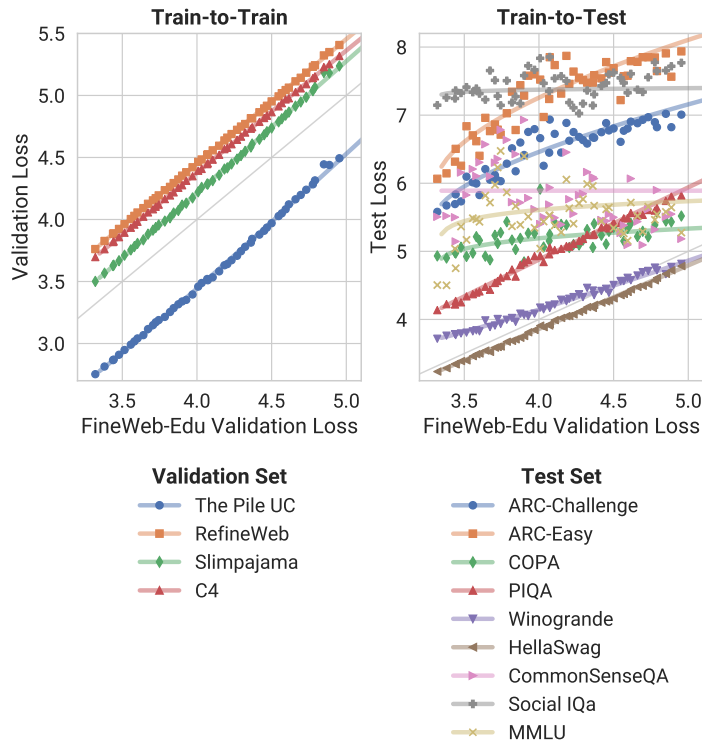 Train-to-Train
Train-to-Test
Validation Loss
5.5
5.0
4.5
4.0
3.5
3.0
3.5
4.0
4.5
5.0
FineWeb-Edu Validation Loss
Test Loss
8
7
6
5
4
3.5
4.0
4.5
5.0
FineWeb-Edu Validation Loss
Validation Set
The Pile UC
RefineWeb
Slimpajama
C4
Test Set
ARC-Challenge
ARC-Easy
COPA
PIQA
Winogrande
HellaSwag
CommonSenseQA
Social IQa
MMLU